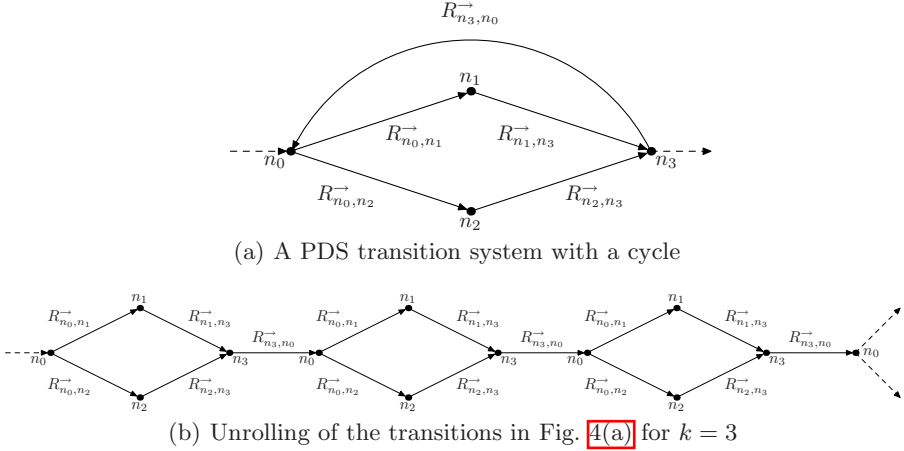 R→n3,n0
n1
R→n0,n1 R→n1,n3
n0 n3
R→n0,n2 R→n2,n3
n2
(a) A PDS transition system with a cycle
n1 n1 n1
R→n0,n1 R→n1,n3 R→n0,n1 R→n1,n3 R→n0,n1 R→n1,n3
R→n3,n0 R→n3,n0 R→n3,n0
n0 n3 n0 n3 n0 n3 n0
R→n0,n2 R→n2,n3 R→n0,n2 R→n2,n3 R→n0,n2 R→n2,n3
n2 n2 n2
(b) Unrolling of the transitions in Fig. 4(a) for k = 3